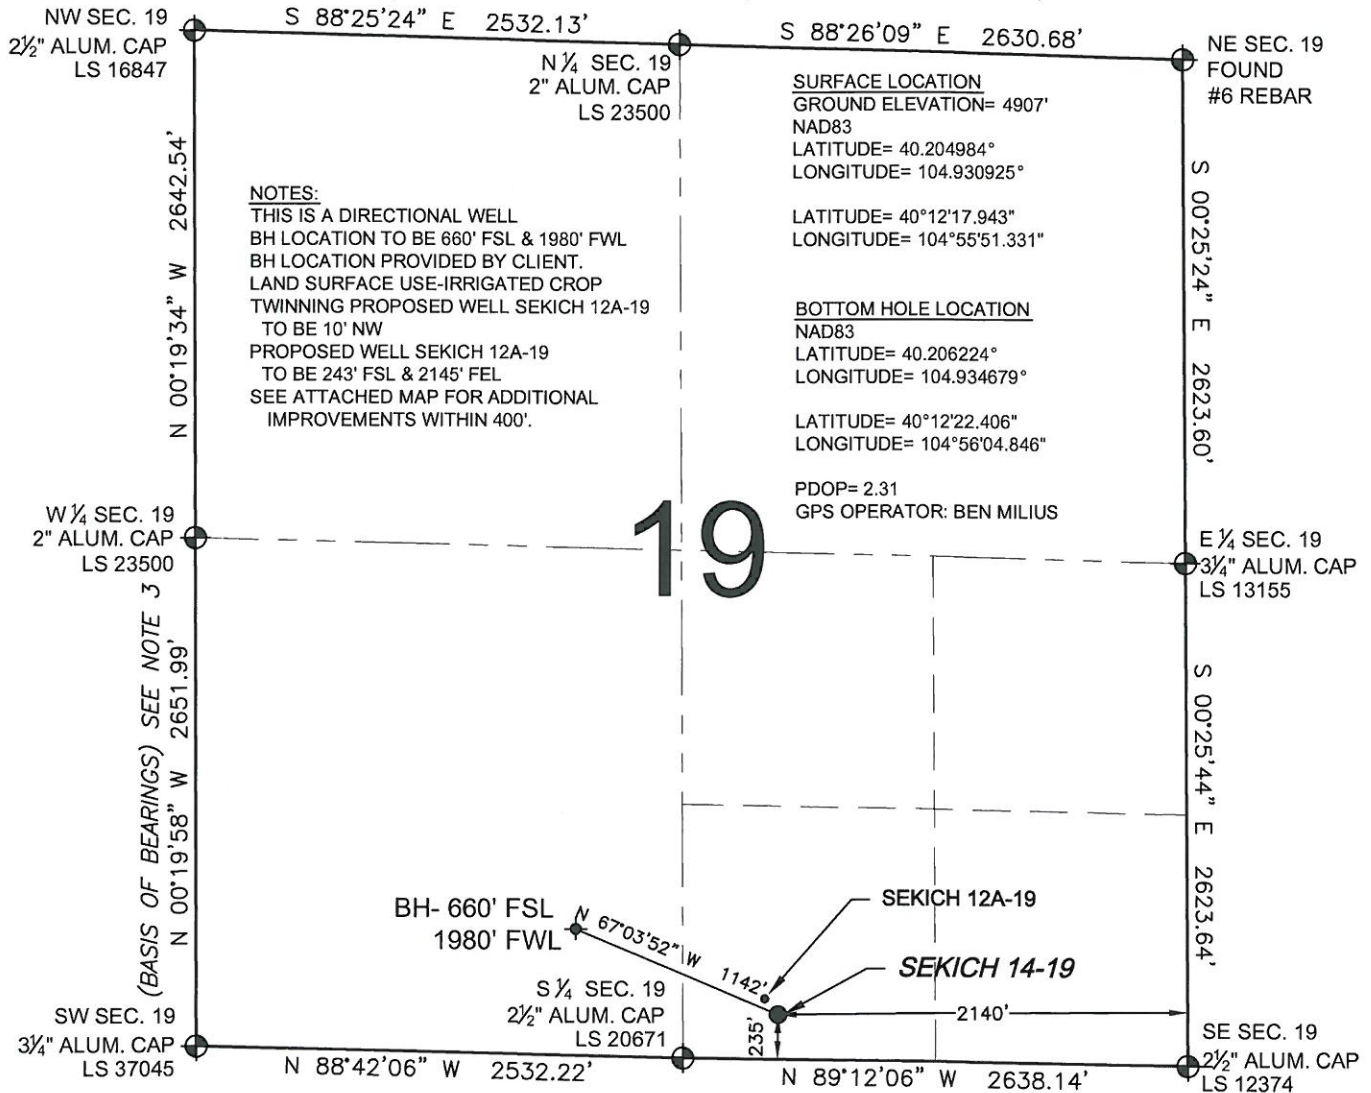 NW SEC. 19
2½" ALUM. CAP
LS 16847
S 88°25'24" E 2532.13'
N ¼ SEC. 19
2" ALUM. CAP
LS 23500
S 88°26'09" E 2630.68'
NE SEC. 19
FOUND
#6 REBAR
SURFACE LOCATION
GROUND ELEVATION= 4907'
NAD83
LATITUDE= 40.204984°
LONGITUDE= 104.930925°
LATITUDE= 40°12'17.943"
LONGITUDE= 104°55'51.331"
N 00°19'34" W 2642.54'
NOTES:
THIS IS A DIRECTIONAL WELL
BH LOCATION TO BE 660' FSL & 1980' FWL
BH LOCATION PROVIDED BY CLIENT.
LAND SURFACE USE-IRRIGATED CROP
TWINNING PROPOSED WELL SEKICH 12A-19
TO BE 10' NW
PROPOSED WELL SEKICH 12A-19
TO BE 243' FSL & 2145' FEL
SEE ATTACHED MAP FOR ADDITIONAL
IMPROVEMENTS WITHIN 400'.
BOTTOM HOLE LOCATION
NAD83
LATITUDE= 40.206224°
LONGITUDE= 104.934679°
LATITUDE= 40°12'22.406"
LONGITUDE= 104°56'04.846"
PDOP= 2.31
GPS OPERATOR: BEN MILIUS
S 00°25'24" E 2623.60'
W ¼ SEC. 19
2" ALUM. CAP
LS 23500
19
E ¼ SEC. 19
3¼" ALUM. CAP
LS 13155
(BASIS OF BEARINGS) SEE NOTE 3
N 00°19'58" W 2651.99'
S 00°25'44" E 2623.64'
BH- 660' FSL
1980' FWL
N 67°03'52" W 1142'
SEKICH 12A-19
SEKICH 14-19
2140'
235'
SW SEC. 19
3¼" ALUM. CAP
LS 37045
N 88°42'06" W 2532.22'
S ¼ SEC. 19
2½" ALUM. CAP
LS 20671
N 89°12'06" W 2638.14'
SE SEC. 19
2½" ALUM. CAP
LS 12374